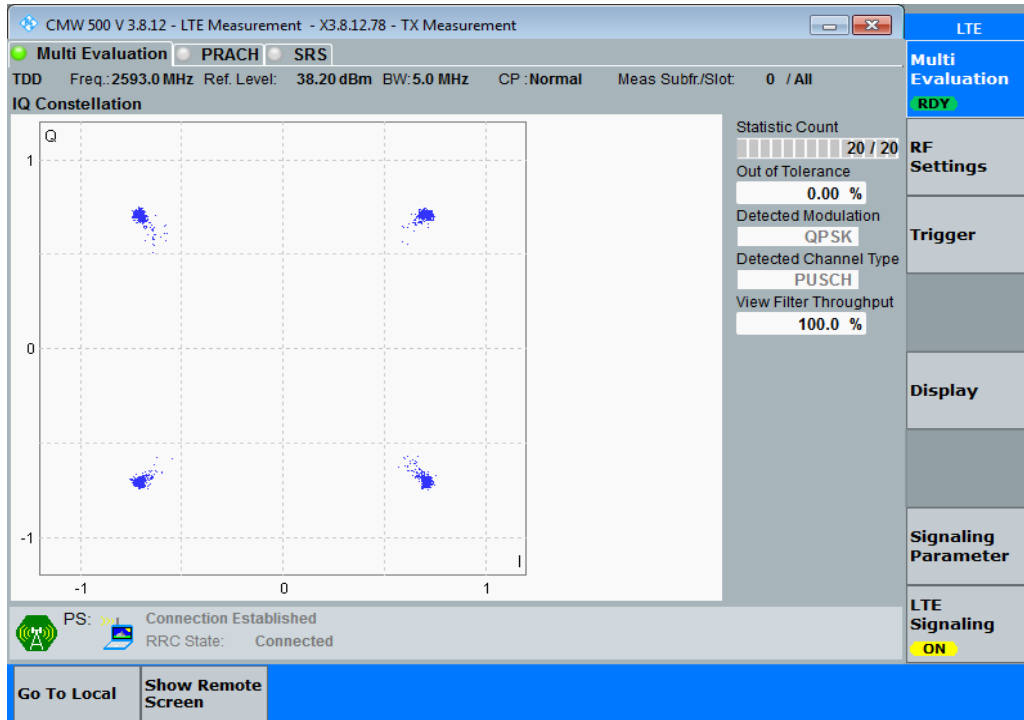 CMW 500 V 3.8.12 - LTE Measurement - X3.8.12.78 - TX Measurement
LTE
Multi Evaluation PRACH SRS
Multi
Evaluation
RDY
TDD Freq.: 2593.0 MHz Ref. Level: 38.20 dBm BW: 5.0 MHz CP : Normal Meas Subfr./Slot: 0 / All
IQ Constellation
Q
1
0
-1
I
-1 0 1
Statistic Count
20 / 20
Out of Tolerance
0.00 %
Detected Modulation
QPSK
Detected Channel Type
PUSCH
View Filter Throughput
100.0 %
RF
Settings
Trigger
Display
Signaling
Parameter
LTE
Signaling
ON
PS: Connection Established
RRC State: Connected
Go To Local
Show Remote
Screen